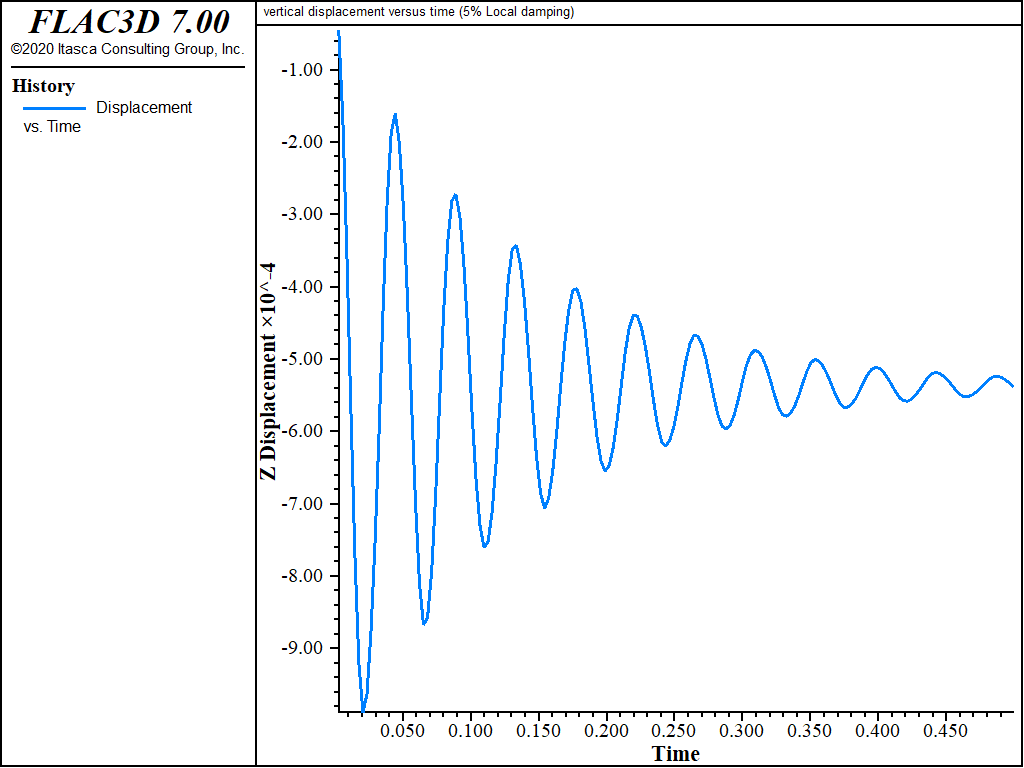 FLAC3D 7.00
©2020 Itasca Consulting Group, Inc.
History
Displacement
vs. Time
vertical displacement versus time (5% Local damping)
Z Displacement ×10^-4
-1.00
-2.00
-3.00
-4.00
-5.00
-6.00
-7.00
-8.00
-9.00
0.050 0.100 0.150 0.200 0.250 0.300 0.350 0.400 0.450
Time